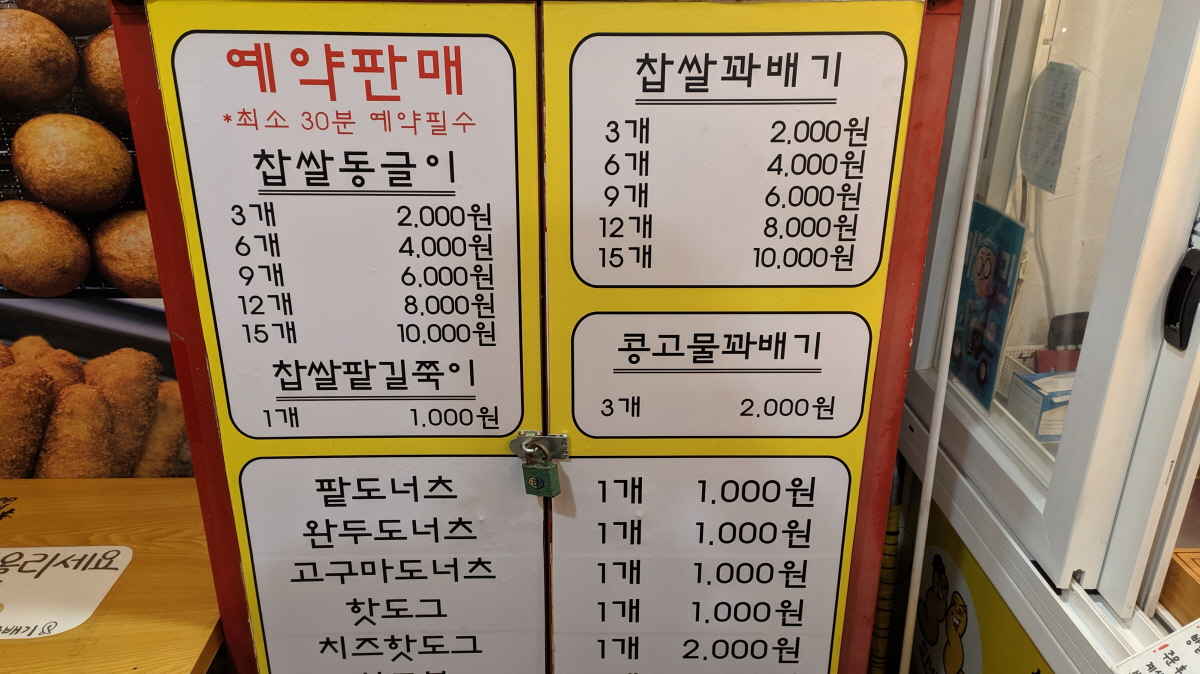 예약판매
*최소 30분 예약필수
찹쌀동글이
3개 2,000원
6개 4,000원
9개 6,000원
12개 8,000원
15개 10,000원
찹쌀팥길쭉이
1개 1,000원
찹쌀꽈배기
3개 2,000원
6개 4,000원
9개 6,000원
12개 8,000원
15개 10,000원
콩고물꽈배기
3개 2,000원
팥도너츠 1개 1,000원
완두도너츠 1개 1,000원
고구마도너츠 1개 1,000원
핫도그 1개 1,000원
치즈핫도그 1개 2,000원